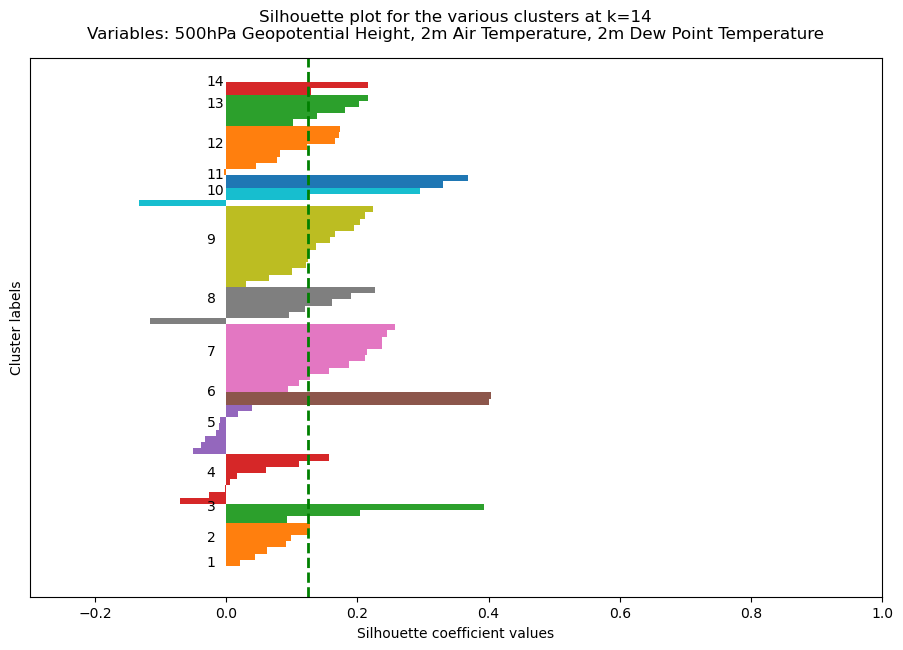 Silhouette plot for the various clusters at k=14
Variables: 500hPa Geopotential Height, 2m Air Temperature, 2m Dew Point Temperature
Cluster labels
14
13
12
11
10
9
8
7
6
5
4
3
2
1
−0.2 0.0 0.2 0.4 0.6 0.8 1.0
Silhouette coefficient values